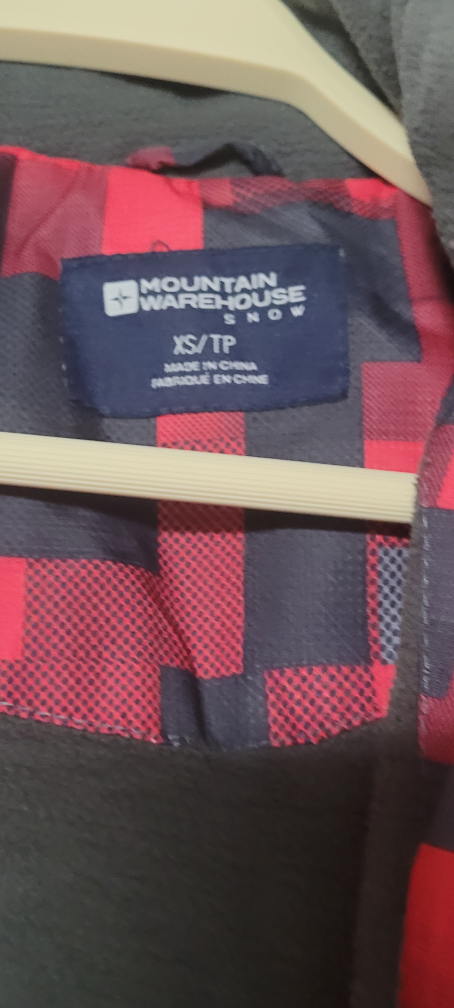 MOUNTAIN
WAREHOUSE
SNOW
XS/TP
MADE IN CHINA
FABRIQUÉ EN CHINE